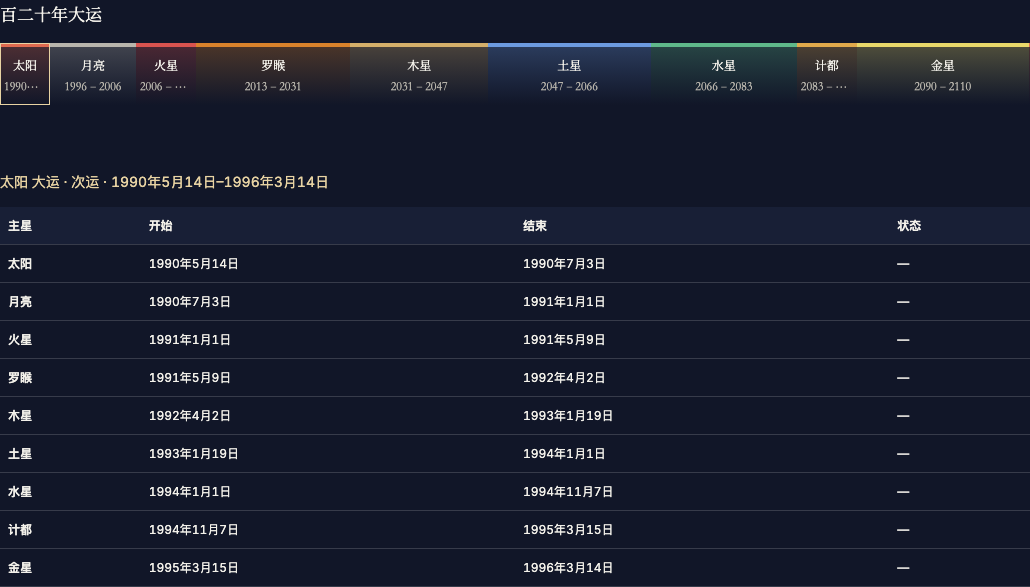 百二十年大运
太阳 月亮 火星 罗睺 木星 土星 水星 计都 金星
1990… 1996 – 2006 2006 – … 2013 – 2031 2031 – 2047 2047 – 2066 2066 – 2083 2083 – … 2090 – 2110
太阳 大运 · 次运 · 1990年5月14日–1996年3月14日
主星 开始 结束 状态
太阳 1990年5月14日 1990年7月3日 —
月亮 1990年7月3日 1991年1月1日 —
火星 1991年1月1日 1991年5月9日 —
罗睺 1991年5月9日 1992年4月2日 —
木星 1992年4月2日 1993年1月19日 —
土星 1993年1月19日 1994年1月1日 —
水星 1994年1月1日 1994年11月7日 —
计都 1994年11月7日 1995年3月15日 —
金星 1995年3月15日 1996年3月14日 —